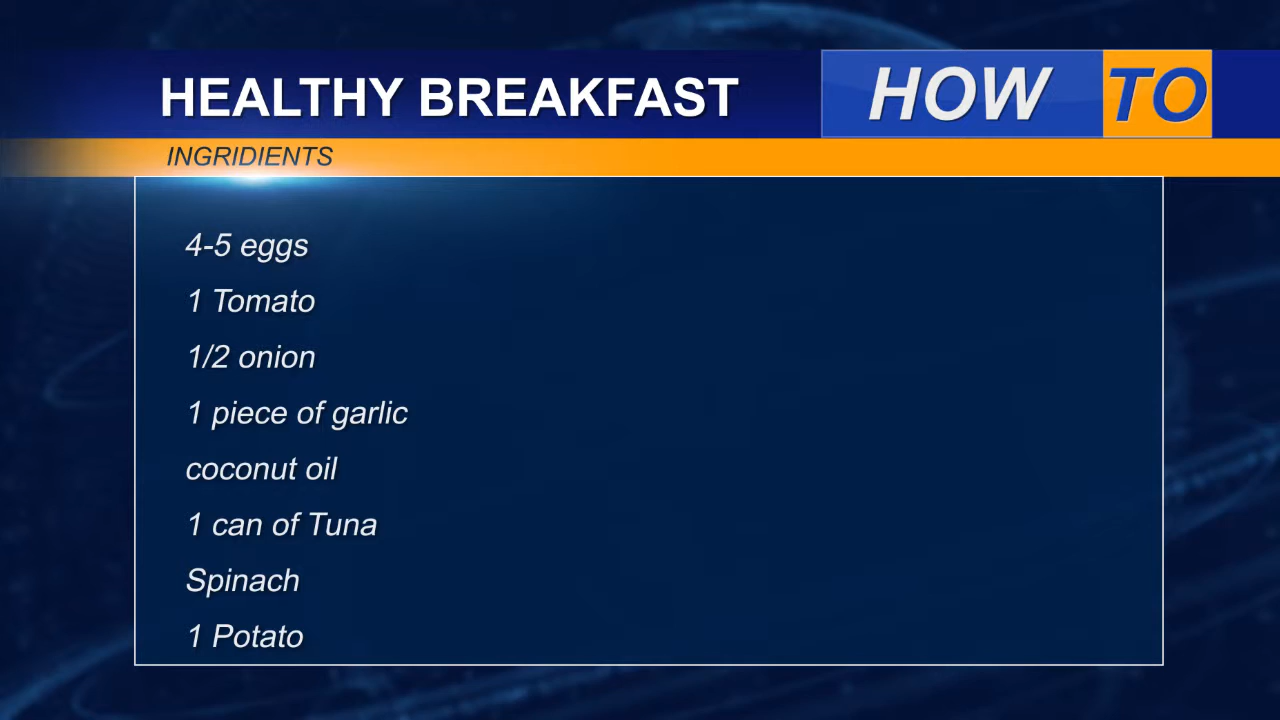 HEALTHY BREAKFAST
HOW TO
INGRIDIENTS
4-5 eggs
1 Tomato
1/2 onion
1 piece of garlic
coconut oil
1 can of Tuna
Spinach
1 Potato